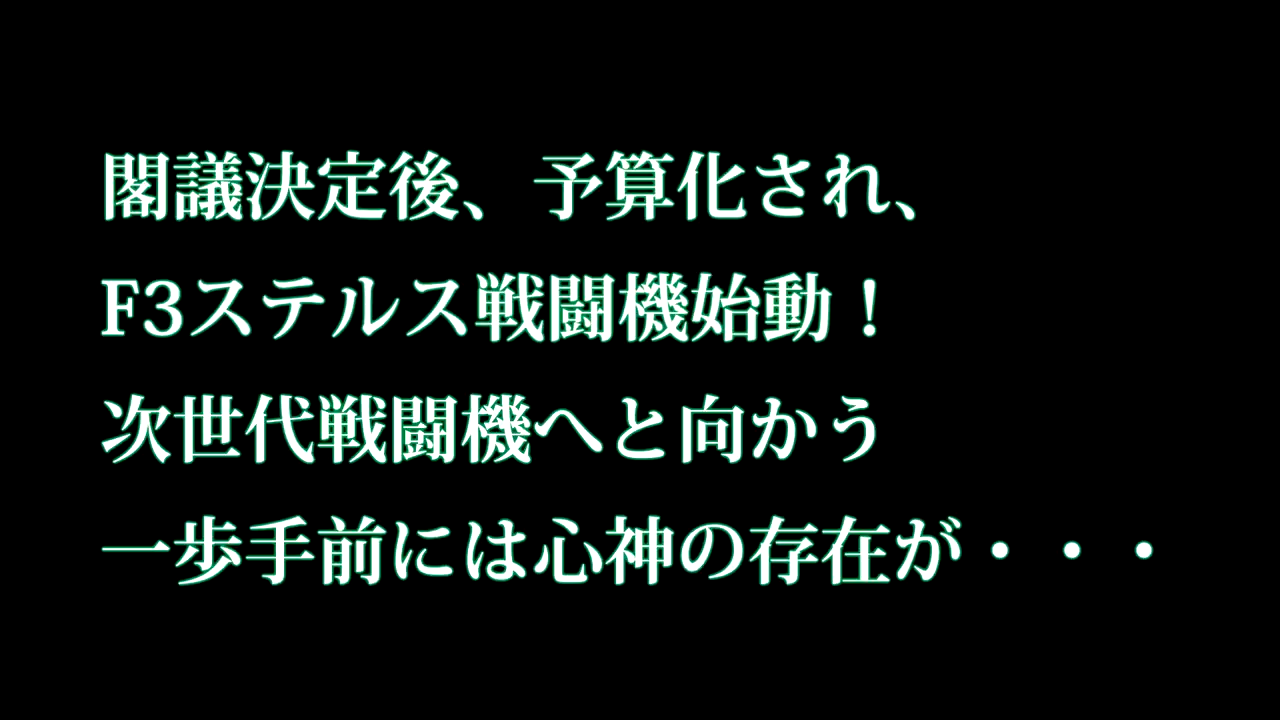 閣議決定後、予算化され、
F3ステルス戦闘機始動！
次世代戦闘機へと向かう
一歩手前には心神の存在が・・・